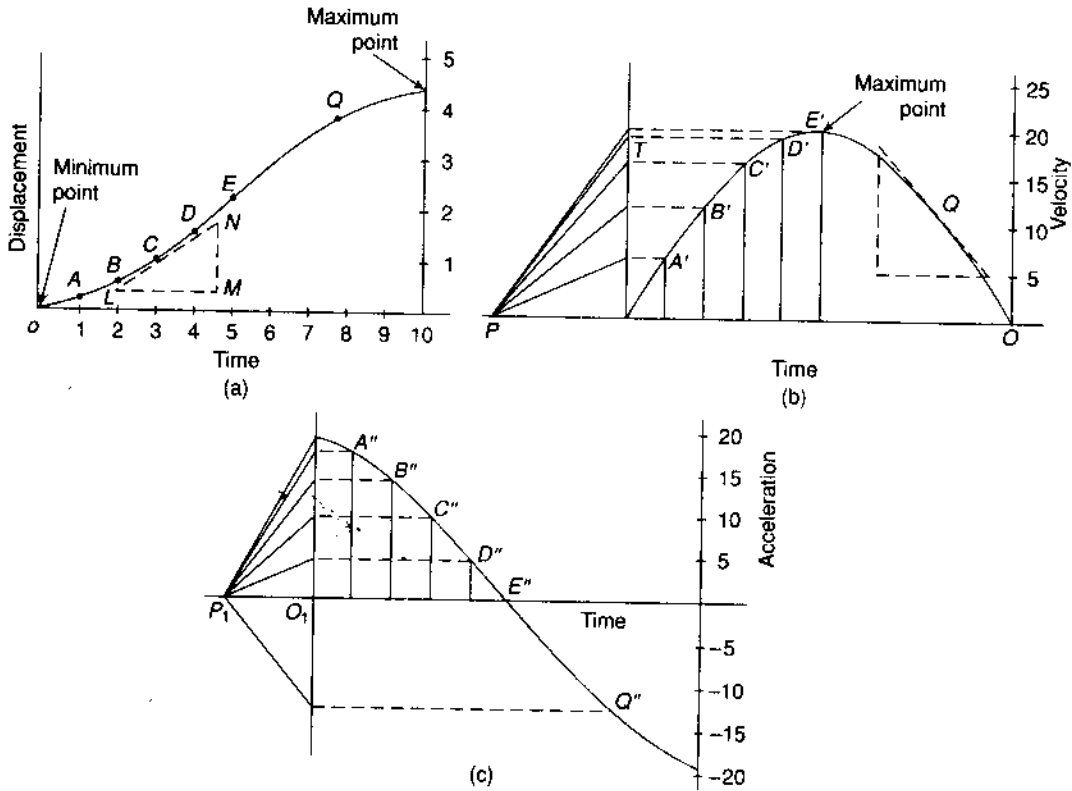 Maximum
point
5
4
3
2
1
Displacement
Minimum
point
Q
E
D
N
C
B
A
L
M
0
1
2
3
4
5
6
7
8
9
10
Time
(a)
25
20
15
10
5
Velocity
Maximum
point
E'
D'
T
C'
B'
A'
Q
P
O
Time
(b)
20
15
10
5
-5
-10
-15
-20
Acceleration
A"
B"
C"
D"
E"
P1
O1
Time
Q"
(c)